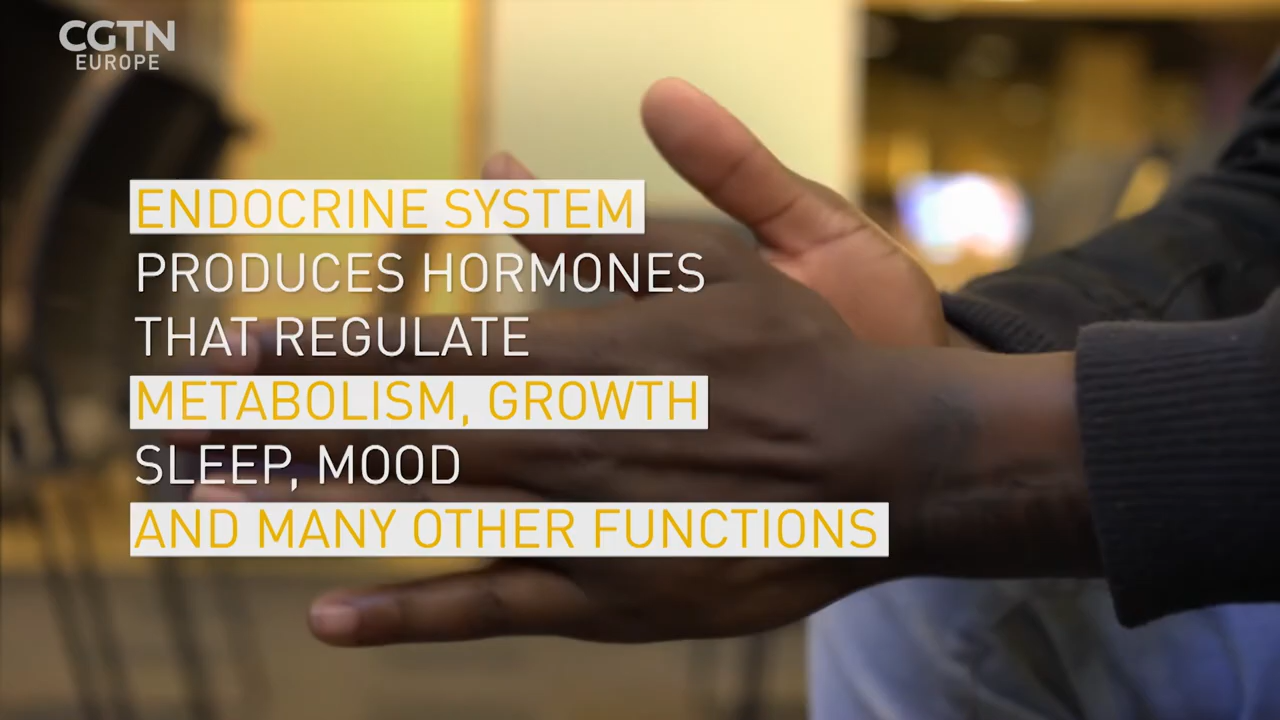 CGTN
EUROPE
ENDOCRINE SYSTEM
PRODUCES HORMONES
THAT REGULATE
METABOLISM, GROWTH
SLEEP, MOOD
AND MANY OTHER FUNCTIONS